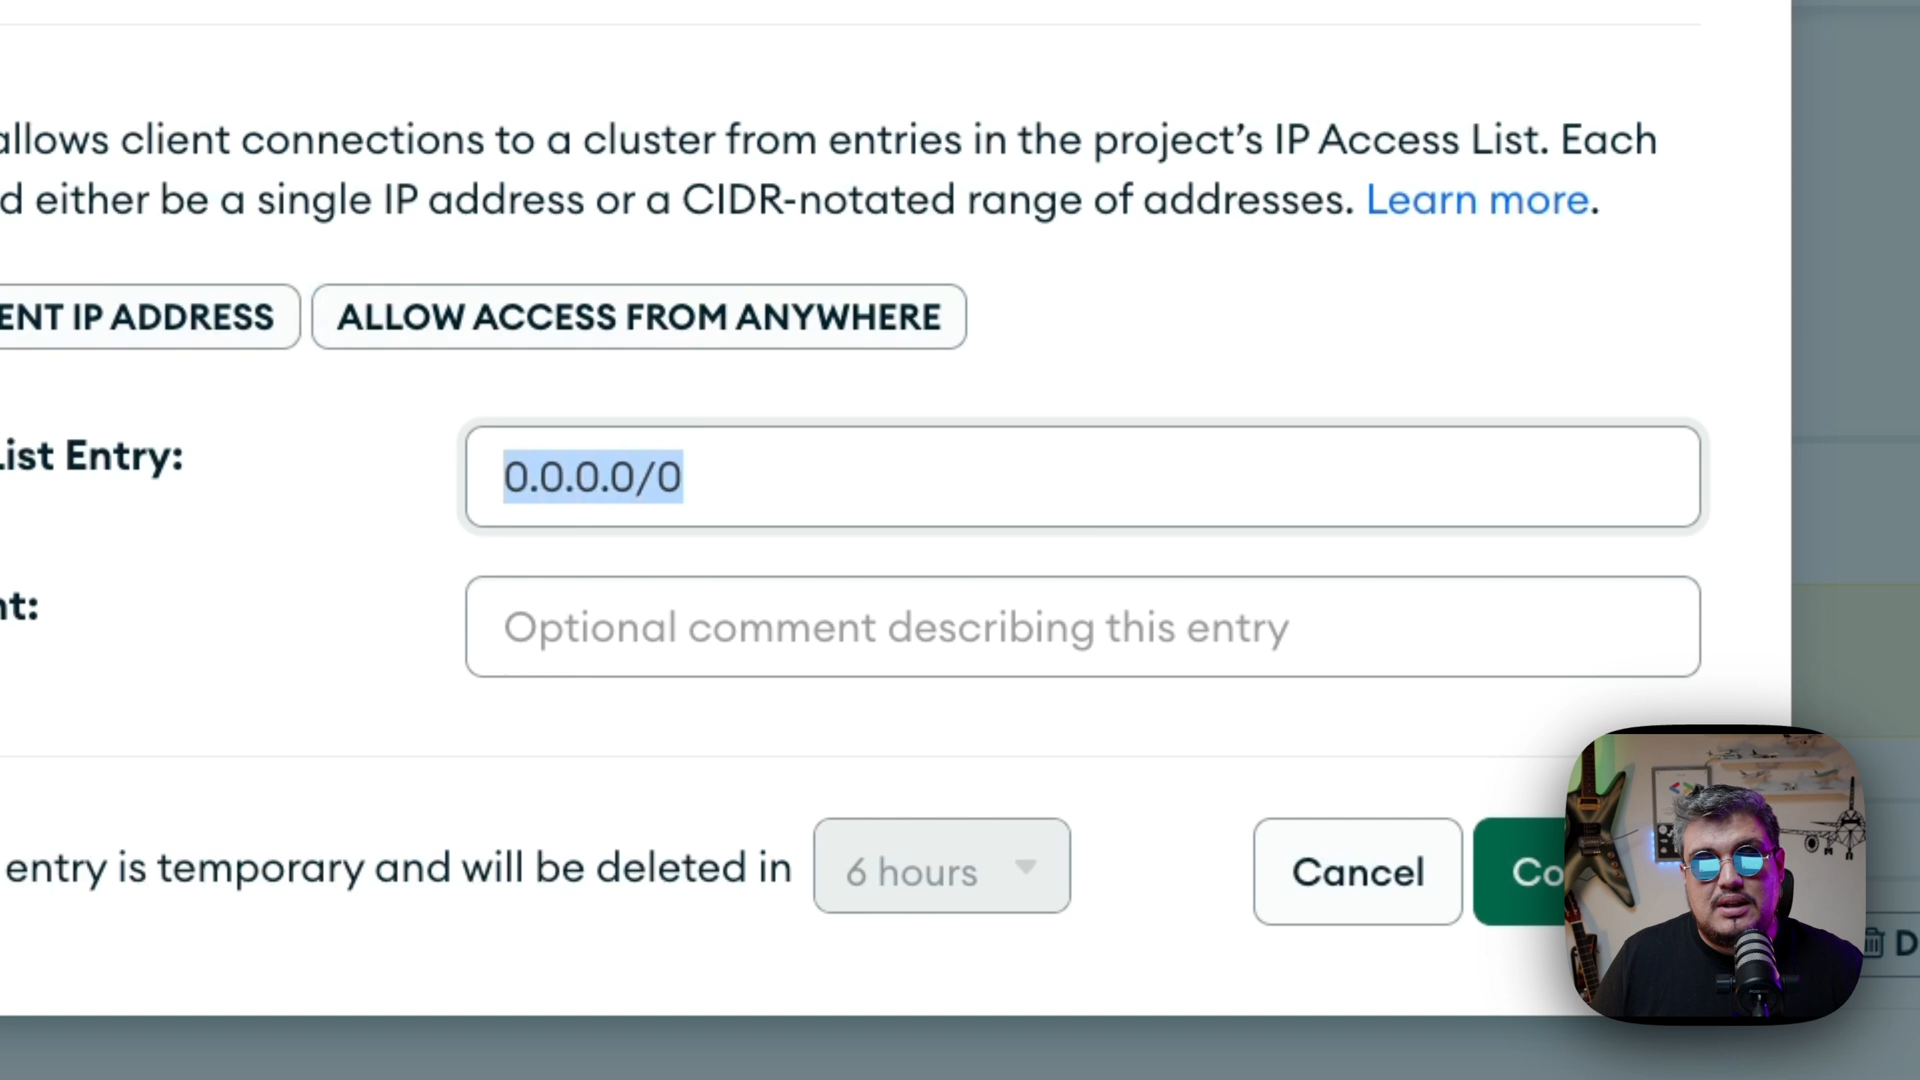 allows client connections to a cluster from entries in the project's IP Access List. Each
d either be a single IP address or a CIDR-notated range of addresses. Learn more.
ENT IP ADDRESS
ALLOW ACCESS FROM ANYWHERE
List Entry:
0.0.0.0/0
nt:
Optional comment describing this entry
entry is temporary and will be deleted in
6 hours
Cancel
Co
D